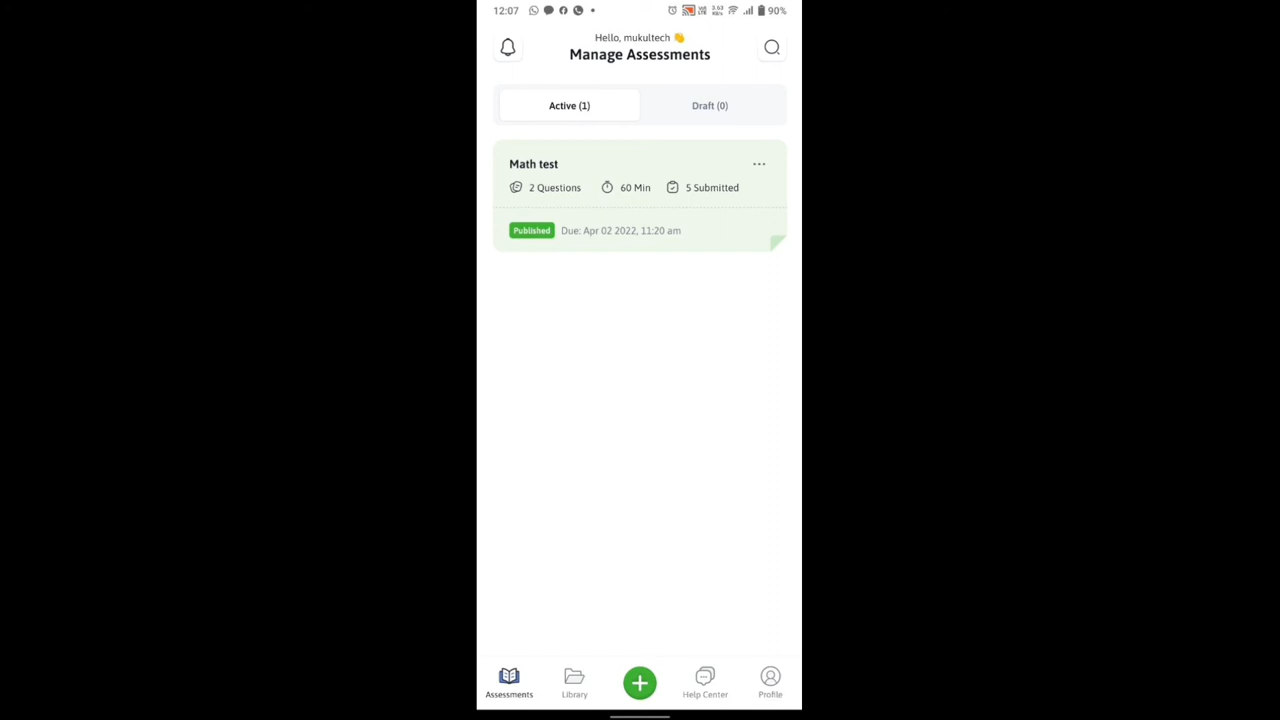 12:07 90%
Hello, mukultech 👏
Manage Assessments
Active (1) Draft (0)
Math test
2 Questions 60 Min 5 Submitted
Published Due: Apr 02 2022, 11:20 am
Assessments Library Help Center Profile